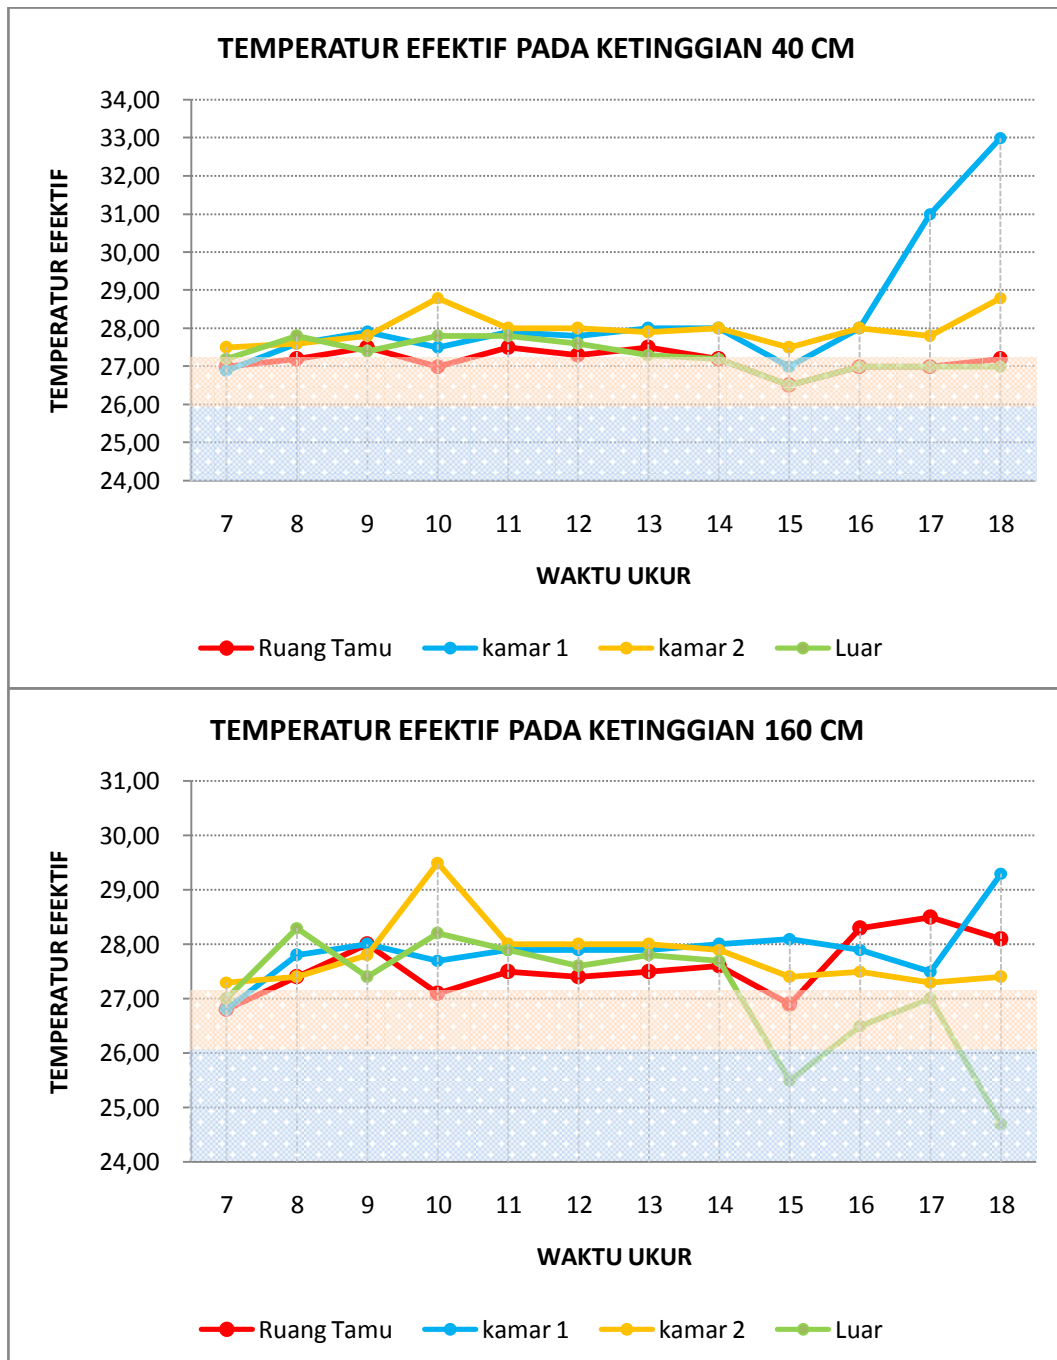 TEMPERATUR EFEKTIF PADA KETINGGIAN 40 CM
34,00
33,00
32,00
31,00
30,00
29,00
28,00
27,00
26,00
25,00
24,00
TEMPERATUR EFEKTIF
7 8 9 10 11 12 13 14 15 16 17 18
WAKTU UKUR
Ruang Tamu kamar 1 kamar 2 Luar
TEMPERATUR EFEKTIF PADA KETINGGIAN 160 CM
31,00
30,00
29,00
28,00
27,00
26,00
25,00
24,00
TEMPERATUR EFEKTIF
7 8 9 10 11 12 13 14 15 16 17 18
WAKTU UKUR
Ruang Tamu kamar 1 kamar 2 Luar